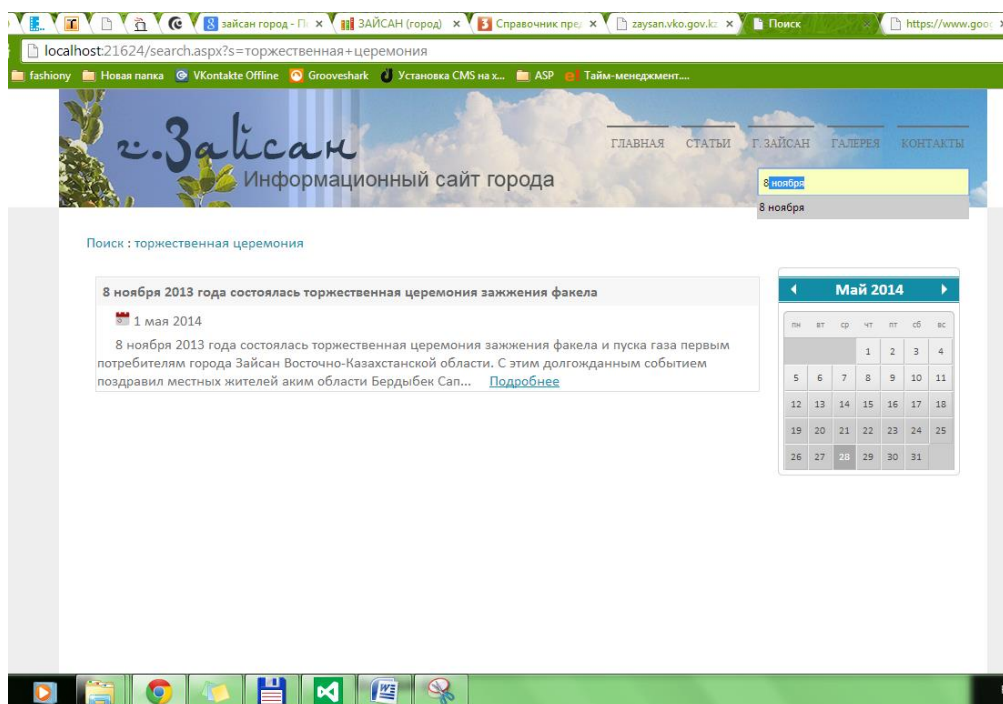 зайсан город - П
ЗАЙСАН (город)
Справочник пре
zaysan.vko.gov.kz
Поиск
https://www.goo
localhost:21624/search.aspx?s=торжественная+церемония
fashiony Новая папка VKontakte Offline Grooveshark Установка CMS на х... ASP Тайм-менеджмент....
г.Зайсан
Информационный сайт города
ГЛАВНАЯ СТАТЬИ Г. ЗАЙСАН ГАЛЕРЕЯ КОНТАКТЫ
8 ноября
8 ноября
Поиск : торжественная церемония
8 ноября 2013 года состоялась торжественная церемония зажжения факела
1 мая 2014
8 ноября 2013 года состоялась торжественная церемония зажжения факела и пуска газа первым
потребителям города Зайсан Восточно-Казахстанской области. С этим долгожданным событием
поздравил местных жителей аким области Бердыбек Сап... Подробнее
Май 2014
пн вт ср чт пт сб вс
1 2 3 4
5 6 7 8 9 10 11
12 13 14 15 16 17 18
19 20 21 22 23 24 25
26 27 28 29 30 31